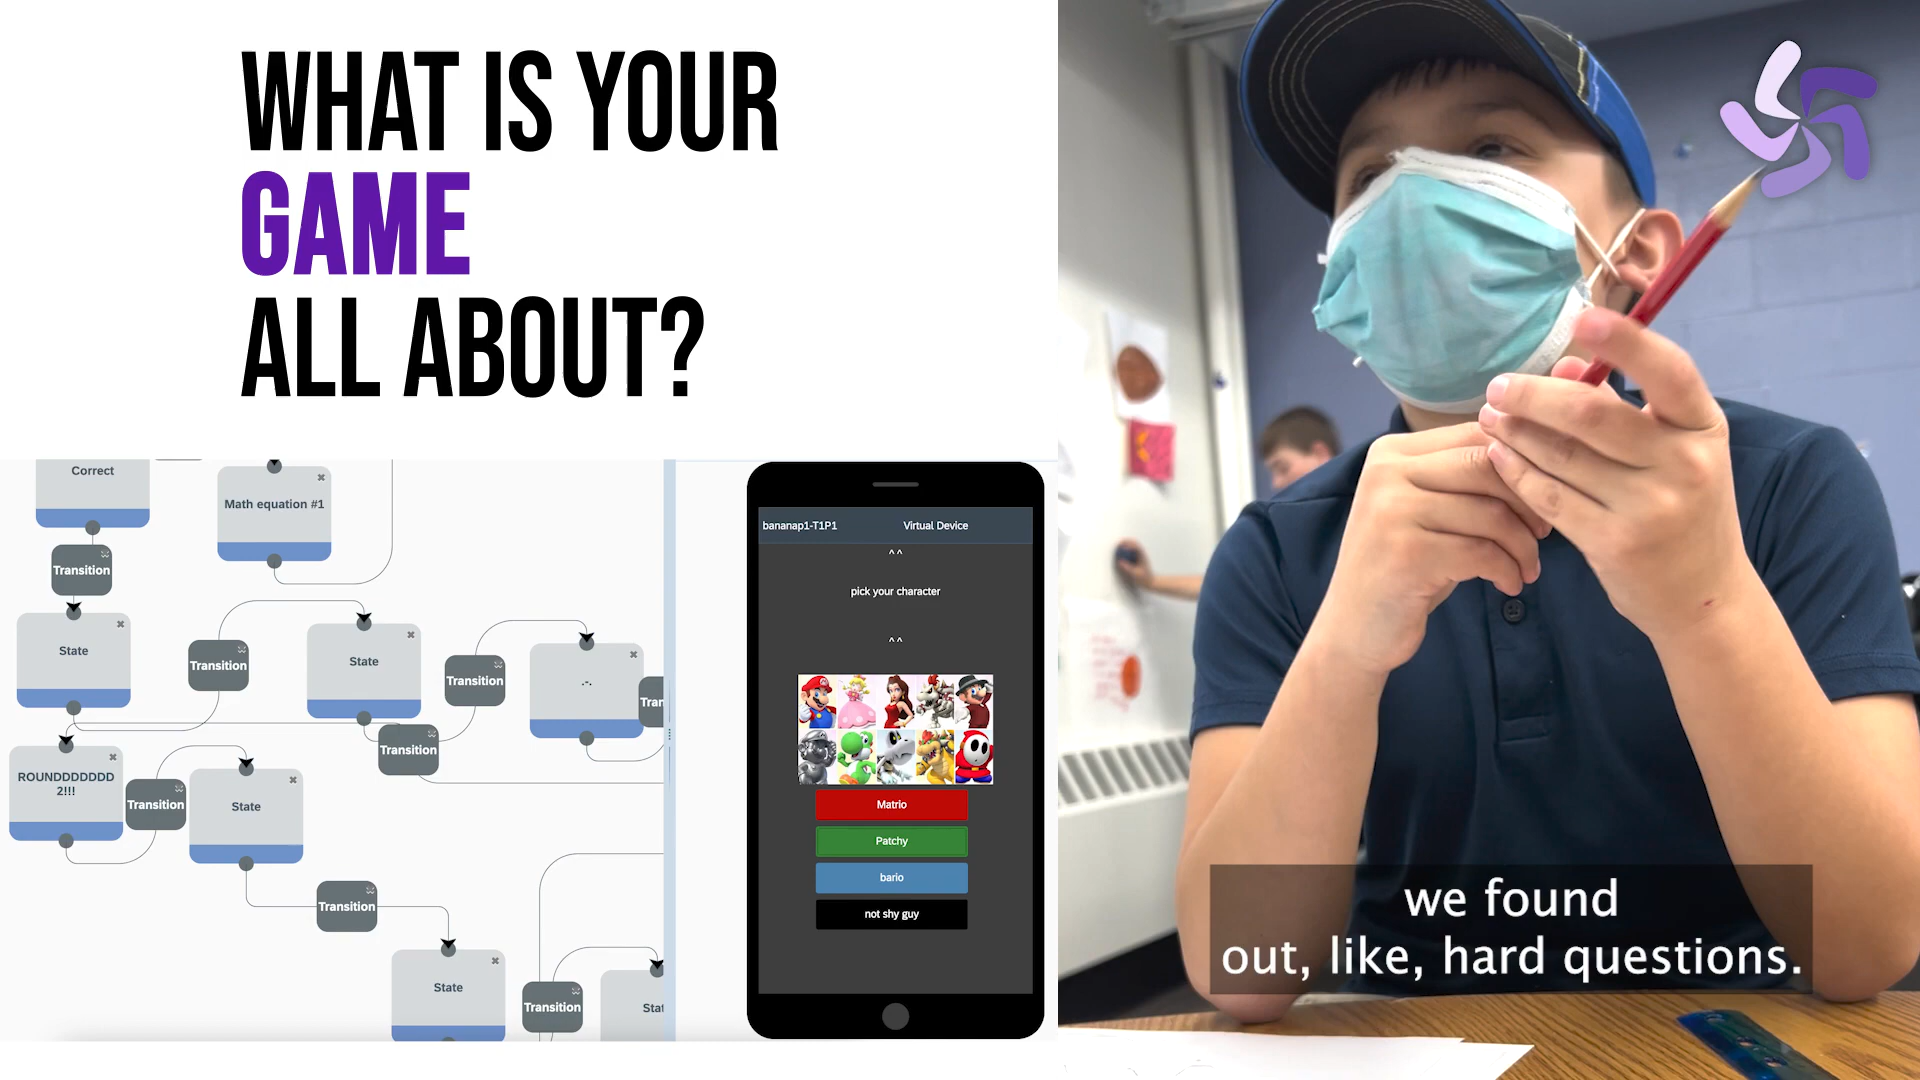 WHAT IS YOUR
GAME
ALL ABOUT?
Correct
Math equation #1
Transition
State
Transition
State
Transition
.-.
Tran
Transition
ROUNDDDDDDD
2!!!
Transition
State
Transition
State
Transition
Stat
bananap1-T1P1 Virtual Device
^ ^
pick your character
^ ^
Matrio
Patchy
bario
not shy guy
we found
out, like, hard questions.